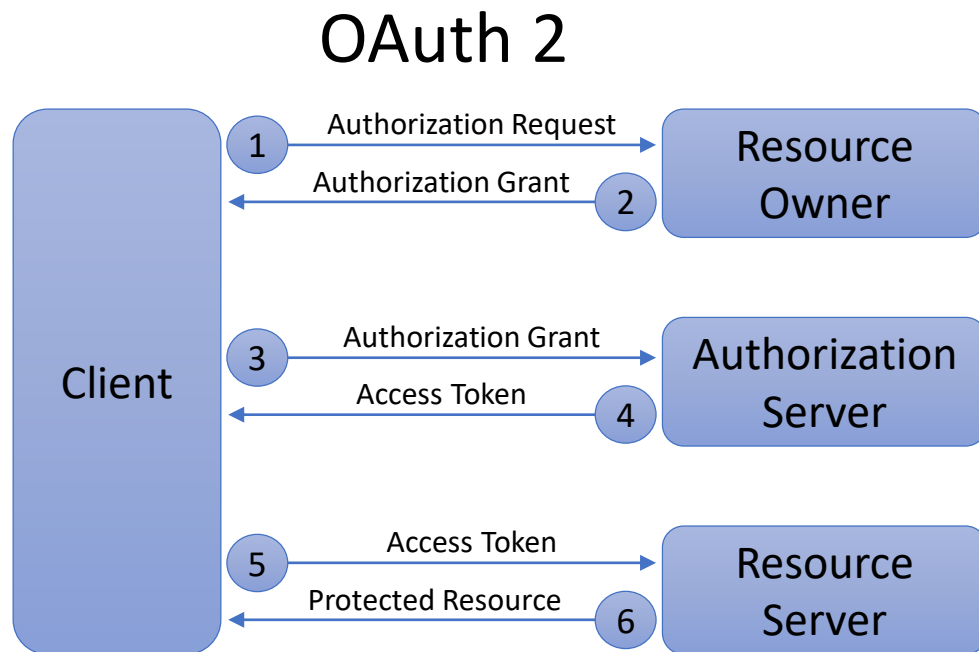 OAuth 2
1
Authorization Request
Resource
Owner
Authorization Grant
2
Client
3
Authorization Grant
Authorization
Server
Access Token
4
5
Access Token
Resource
Server
Protected Resource
6